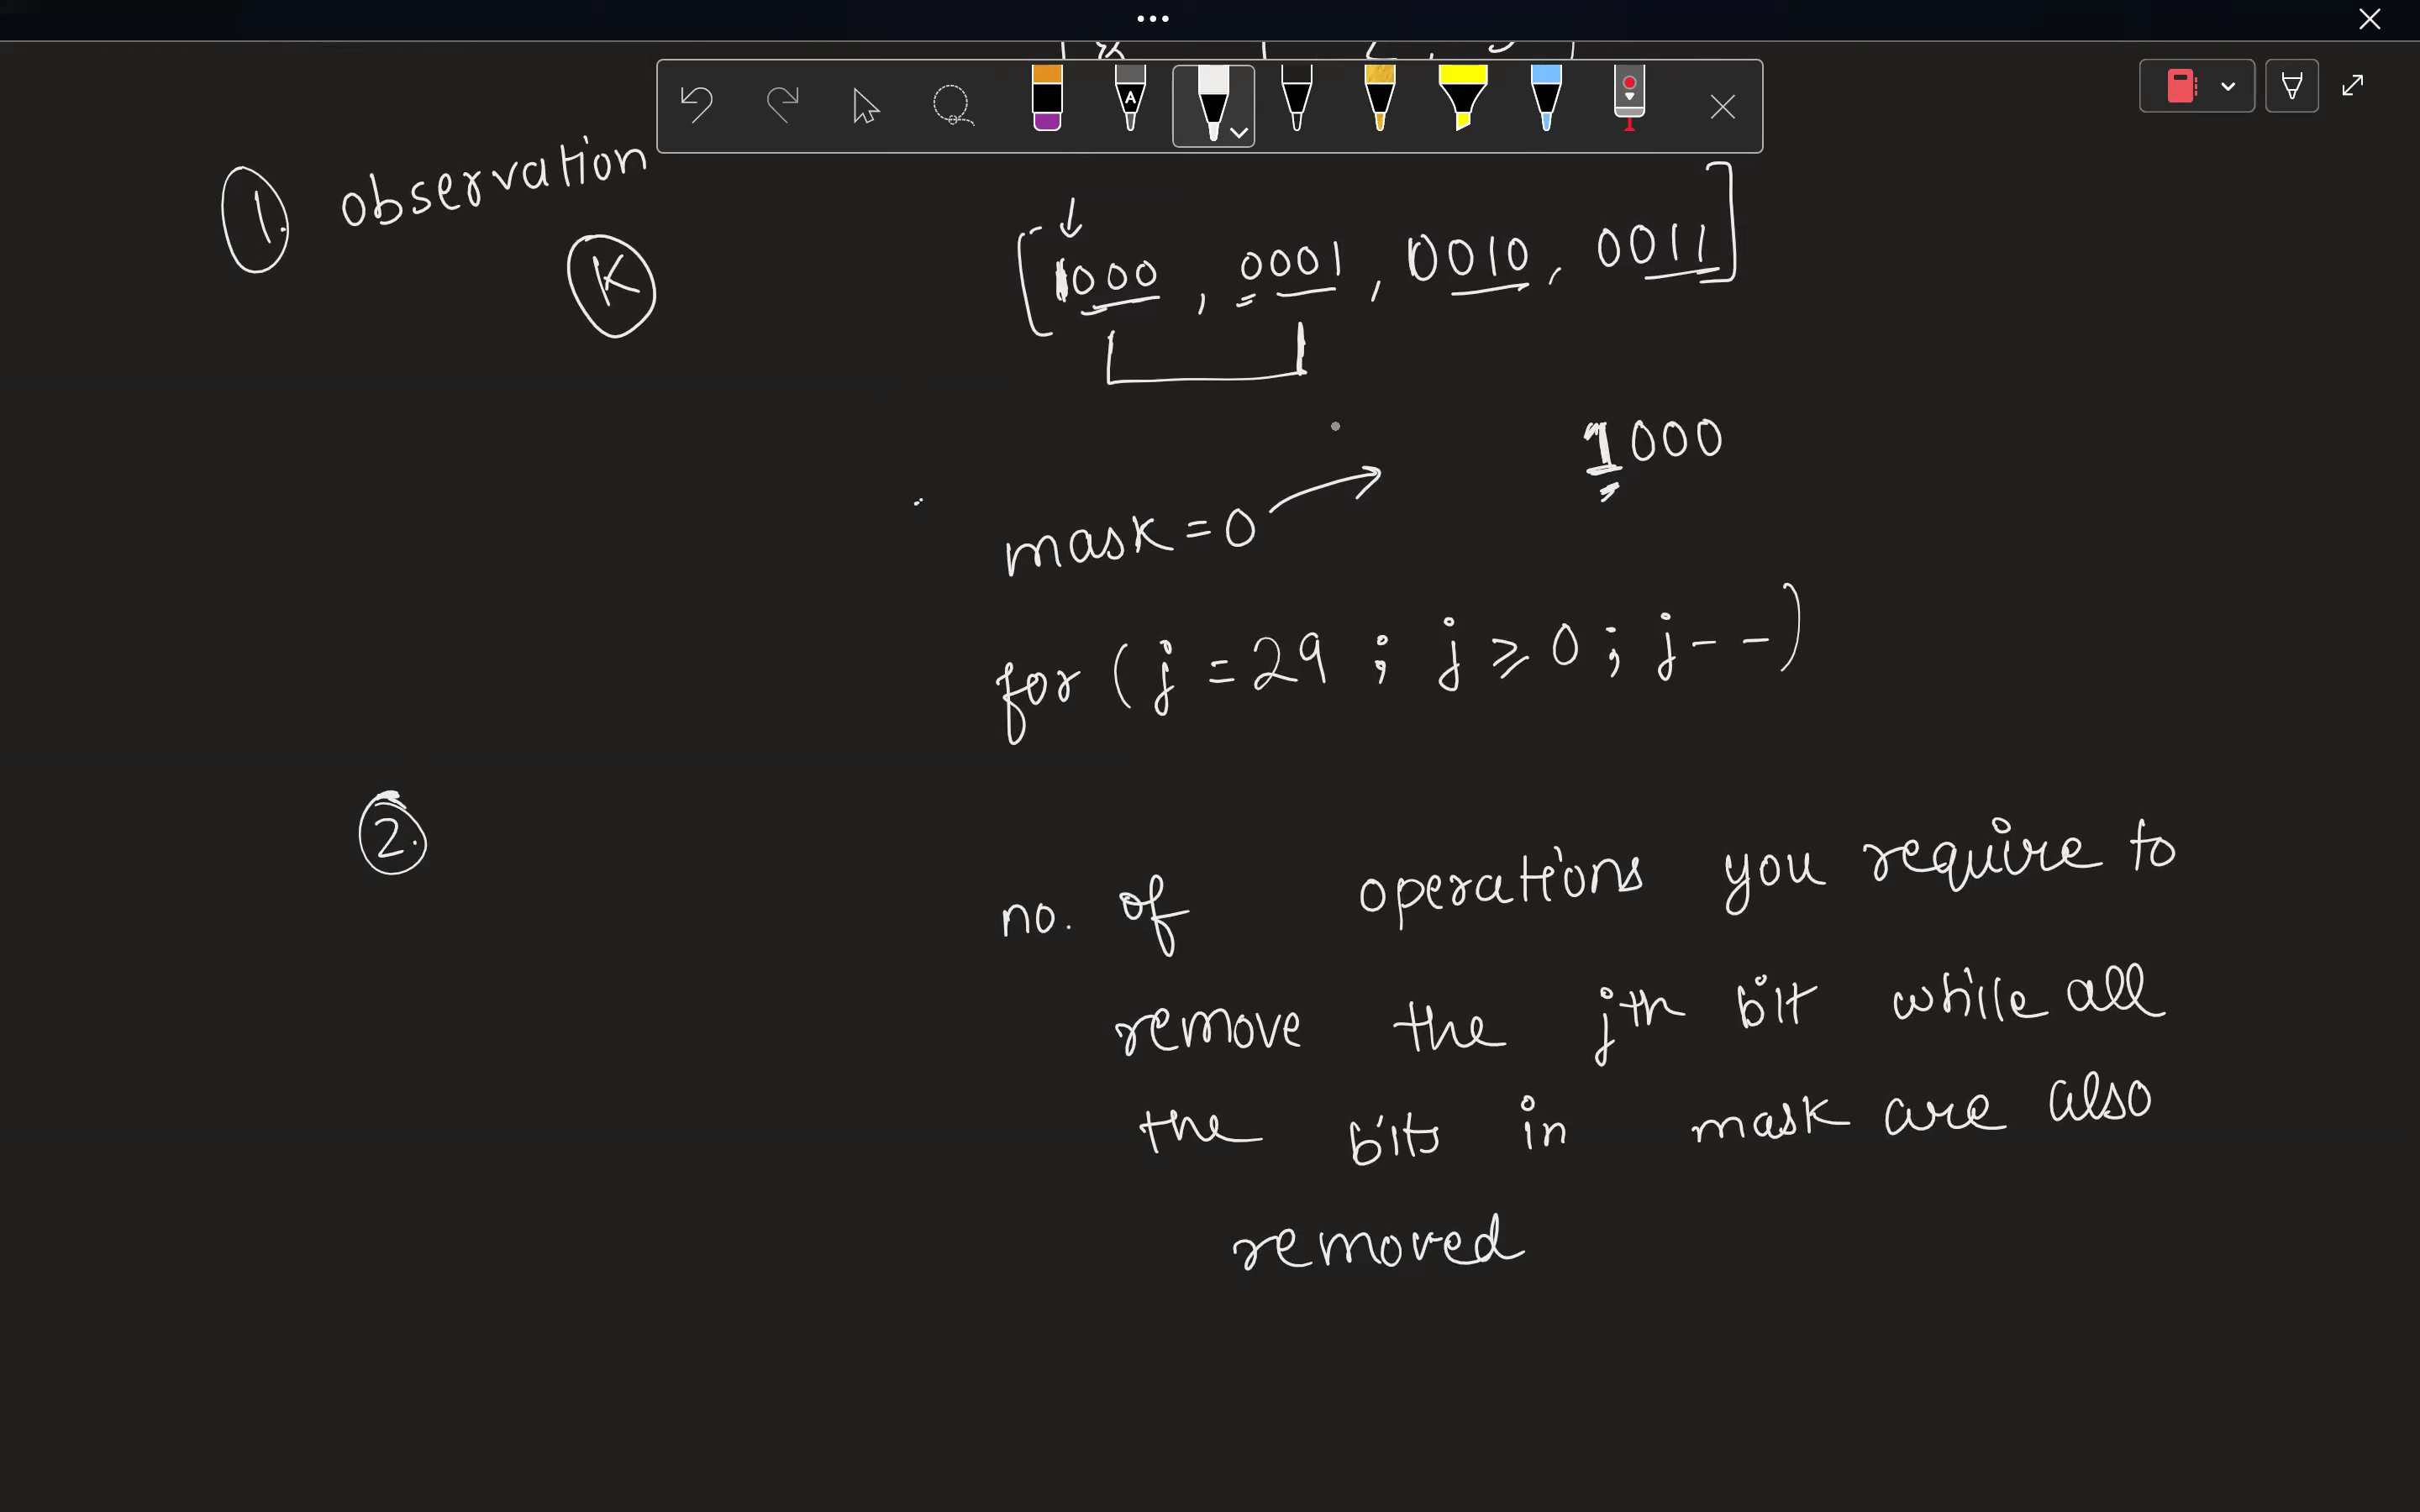 1. observation
K
[1000, 0001, 0010, 0011]
1000
mask = 0
for (j = 29 ; j ≥ 0 ; j--)
2.
no. of operations you require to
remove the jth bit while all
the bits in mask are also
removed